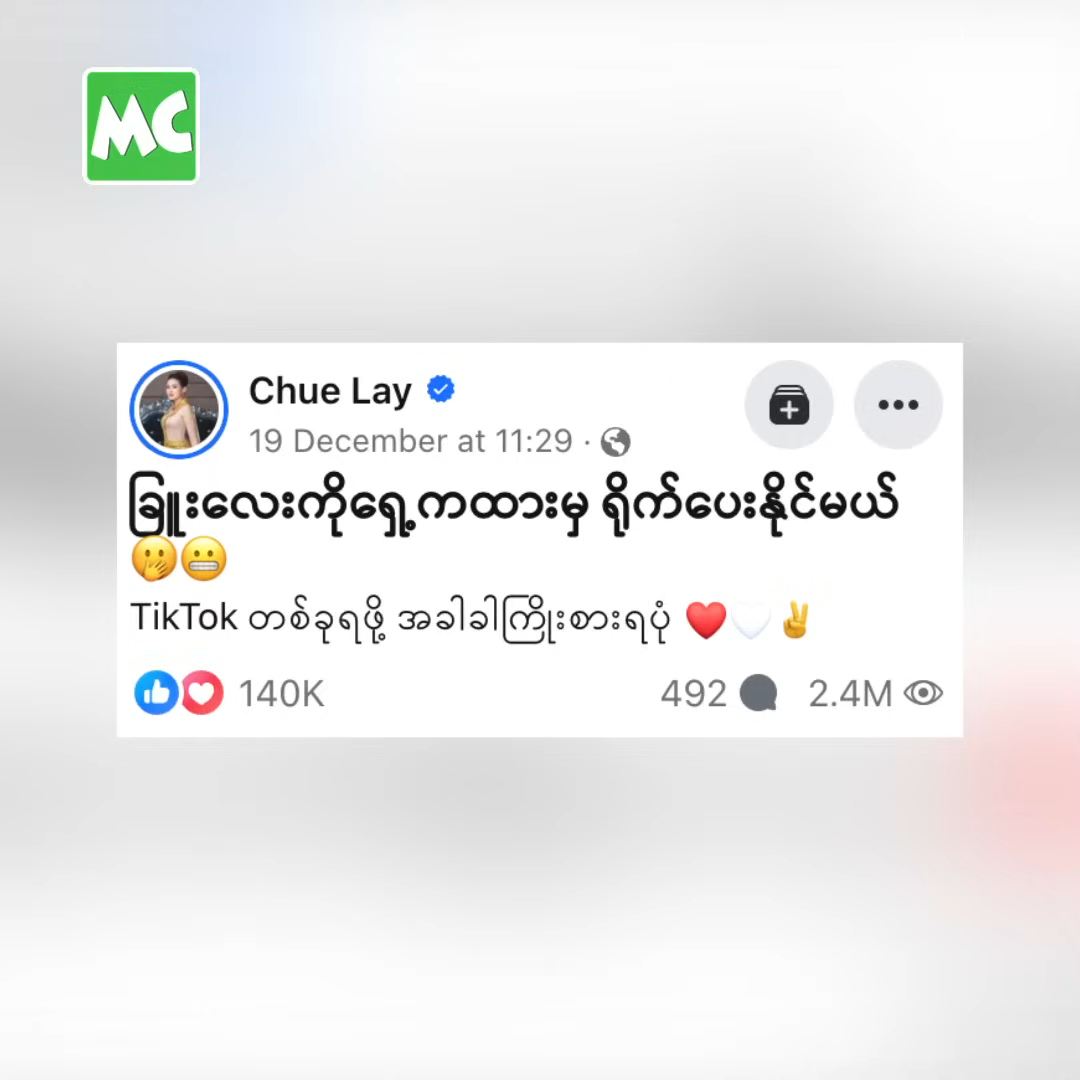 MC
Chue Lay
19 December at 11:29 ·
ခြူးလေးကိုရှေ့ကထားမှ ရိုက်ပေးနိုင်မယ်
🤭😬
TikTok တစ်ခုရဖို့ အခါခါကြိုးစားရပုံ ❤️🤍✌️
140K 492 2.4M